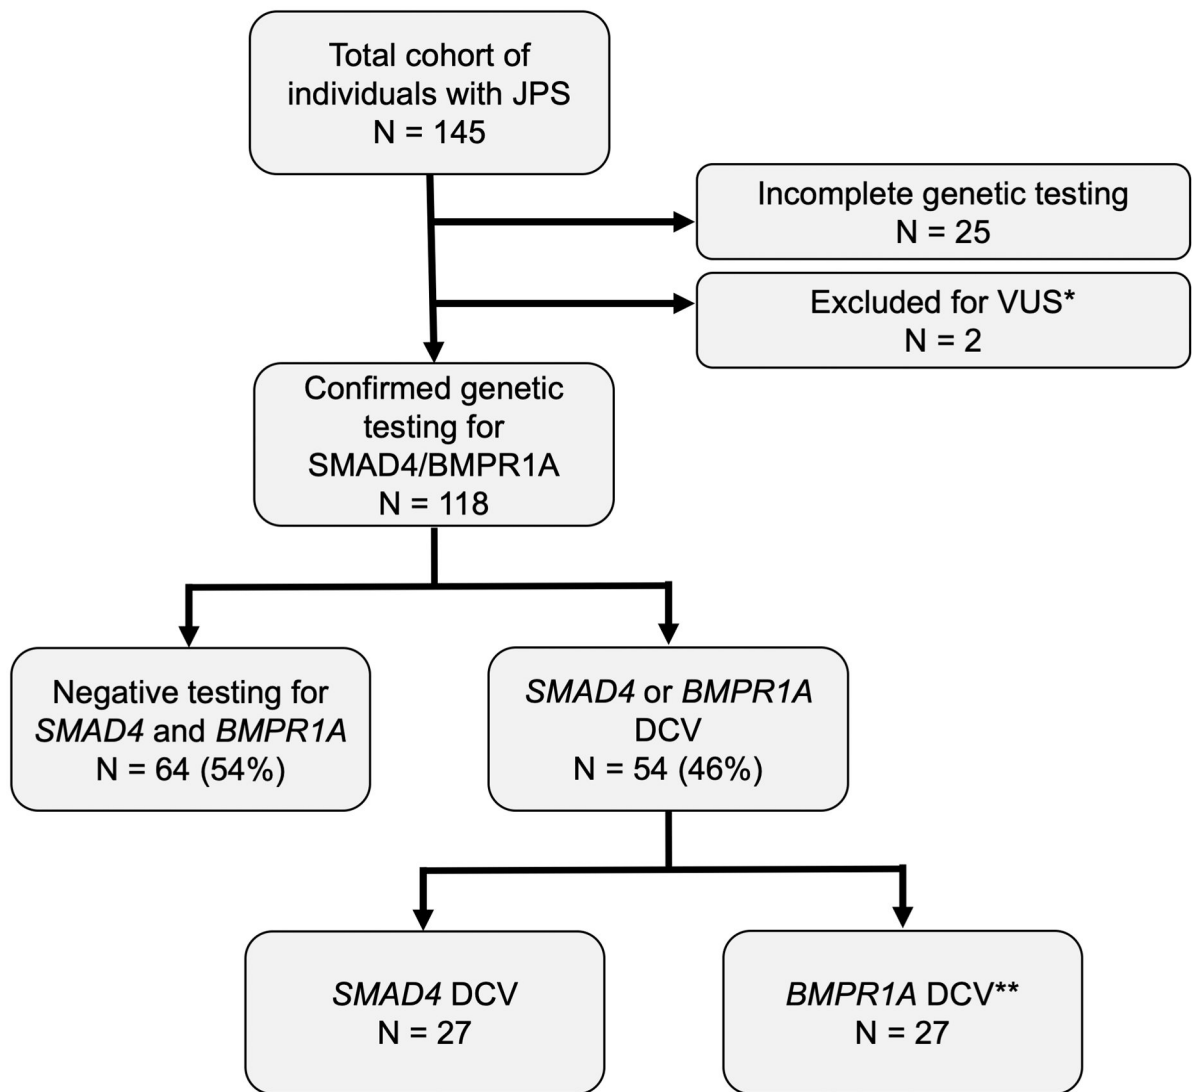 Total cohort of
individuals with JPS
N = 145
Incomplete genetic testing
N = 25
Excluded for VUS*
N = 2
Confirmed genetic
testing for
SMAD4/BMPR1A
N = 118
Negative testing for
SMAD4 and BMPR1A
N = 64 (54%)
SMAD4 or BMPR1A
DCV
N = 54 (46%)
SMAD4 DCV
N = 27
BMPR1A DCV**
N = 27